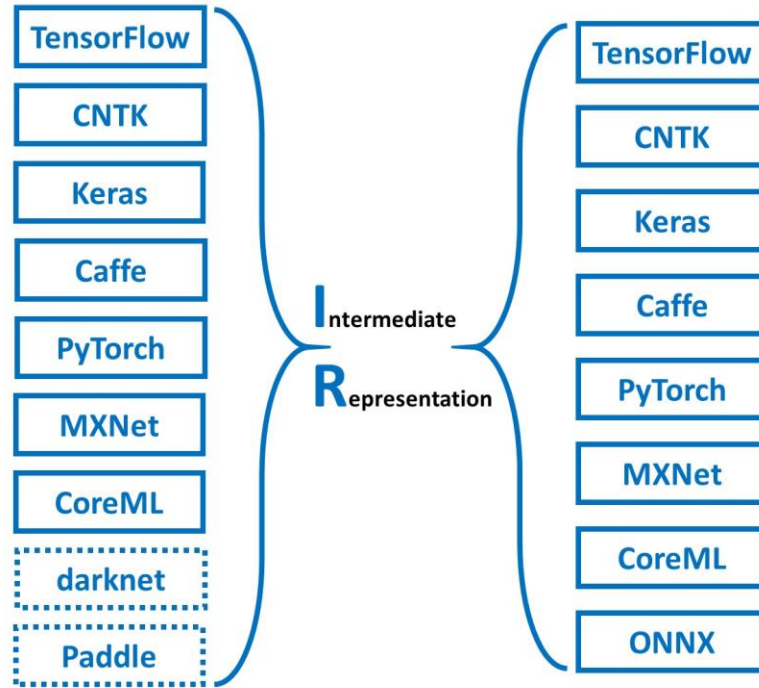 TensorFlow
CNTK
Keras
Caffe
PyTorch
MXNet
CoreML
darknet
Paddle
Intermediate
Representation
TensorFlow
CNTK
Keras
Caffe
PyTorch
MXNet
CoreML
ONNX